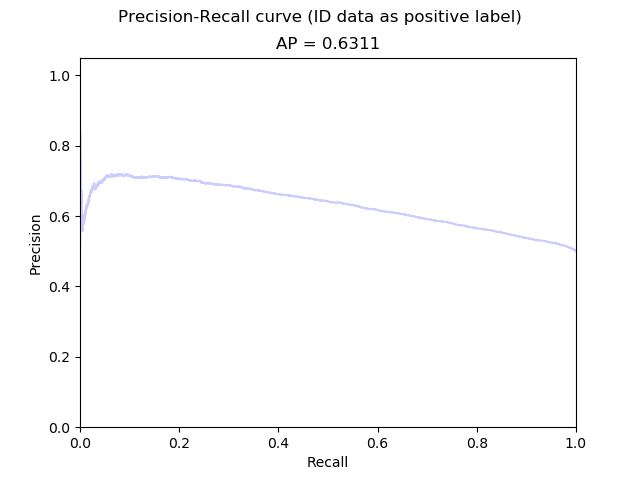 Precision-Recall curve (ID data as positive label)
AP = 0.6311
1.0
0.8
0.6
0.4
0.2
0.0
Precision
0.0 0.2 0.4 0.6 0.8 1.0
Recall